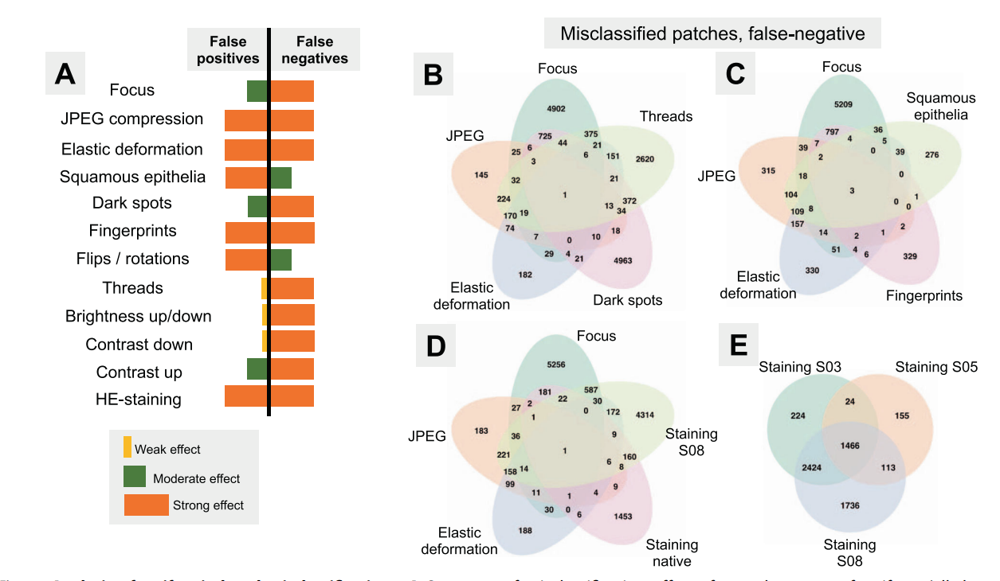 False
positives
False
negatives
A
Focus
JPEG compression
Elastic deformation
Squamous epithelia
Dark spots
Fingerprints
Flips / rotations
Threads
Brightness up/down
Contrast down
Contrast up
HE-staining
Weak effect
Moderate effect
Strong effect
Misclassified patches, false-negative
B
Focus
Threads
JPEG
Elastic
deformation
Dark spots
4902
725
44
375
21
6
151
2620
25
6
3
145
32
21
224
1
372
13
34
170
19
74
7
0
10
18
29
4
21
4963
182
C
Focus
Squamous
epithelia
JPEG
Elastic
deformation
Fingerprints
5209
797
4
36
5
0
39
276
39
7
2
315
18
0
104
3
1
0
0
109
8
157
14
2
1
2
51
4
6
329
330
D
Focus
JPEG
Staining
S08
Elastic
deformation
Staining
native
5256
181
22
587
30
0
172
4314
27
2
1
183
36
9
221
1
160
6
8
158
14
99
11
1
4
9
30
0
6
1453
188
E
Staining S03
Staining S05
24
224
155
1466
2424
113
1736
Staining
S08